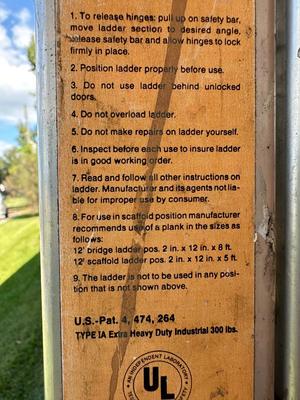 1. To release hinges: pull up on safety bar,
move ladder section to desired angle,
release safety bar and allow hinges to lock
firmly in place.
2. Position ladder properly before use.
3. Do not use ladder behind unlocked
doors.
4. Do not overload ladder.
5. Do not make repairs on ladder yourself.
6. Inspect before each use to insure ladder
is in good working order.
7. Read and follow all other instructions on
ladder. Manufacturer and its agents not lia-
ble for improper use by consumer.
8. For use in scaffold position manufacturer
recommends use of a plank in the sizes as
follows:
12' bridge ladder pos. 2 in. x 12 in. x 8 ft.
12' scaffold ladder pos. 2 in. x 12 in. x 5 ft.
9. The ladder is not to be used in any posi-
tion that is not shown above.
U.S.-Pat. 4, 474, 264
TYPE IA Extra Heavy Duty Industrial 300 lbs.
AN INDEPENDENT LABORATORY
UL